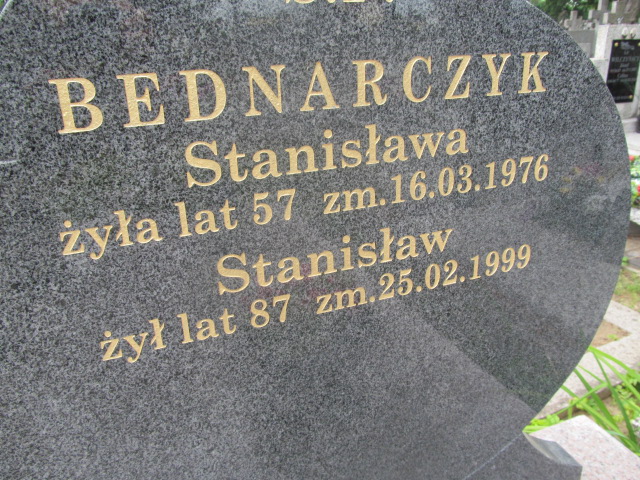 BEDNARCZYK
Stanisława
żyła lat 57 zm.16.03.1976
Stanisław
żył lat 87 zm.25.02.1999